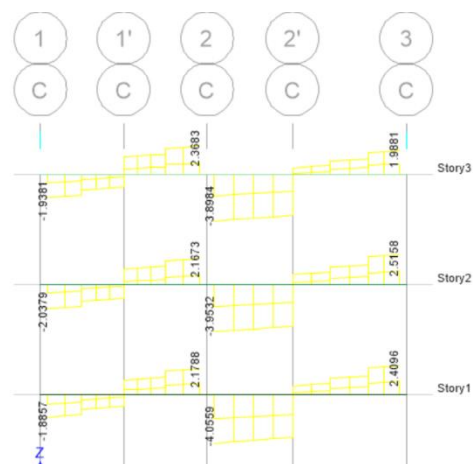 1 1' 2 2' 3
C C C C C
Story3
-1.9381 2.3683 -3.8984 1.9881
Story2
-2.0379 2.1673 -3.9532 2.5158
Story1
-1.8857 2.1788 -4.0559 2.4096
Z